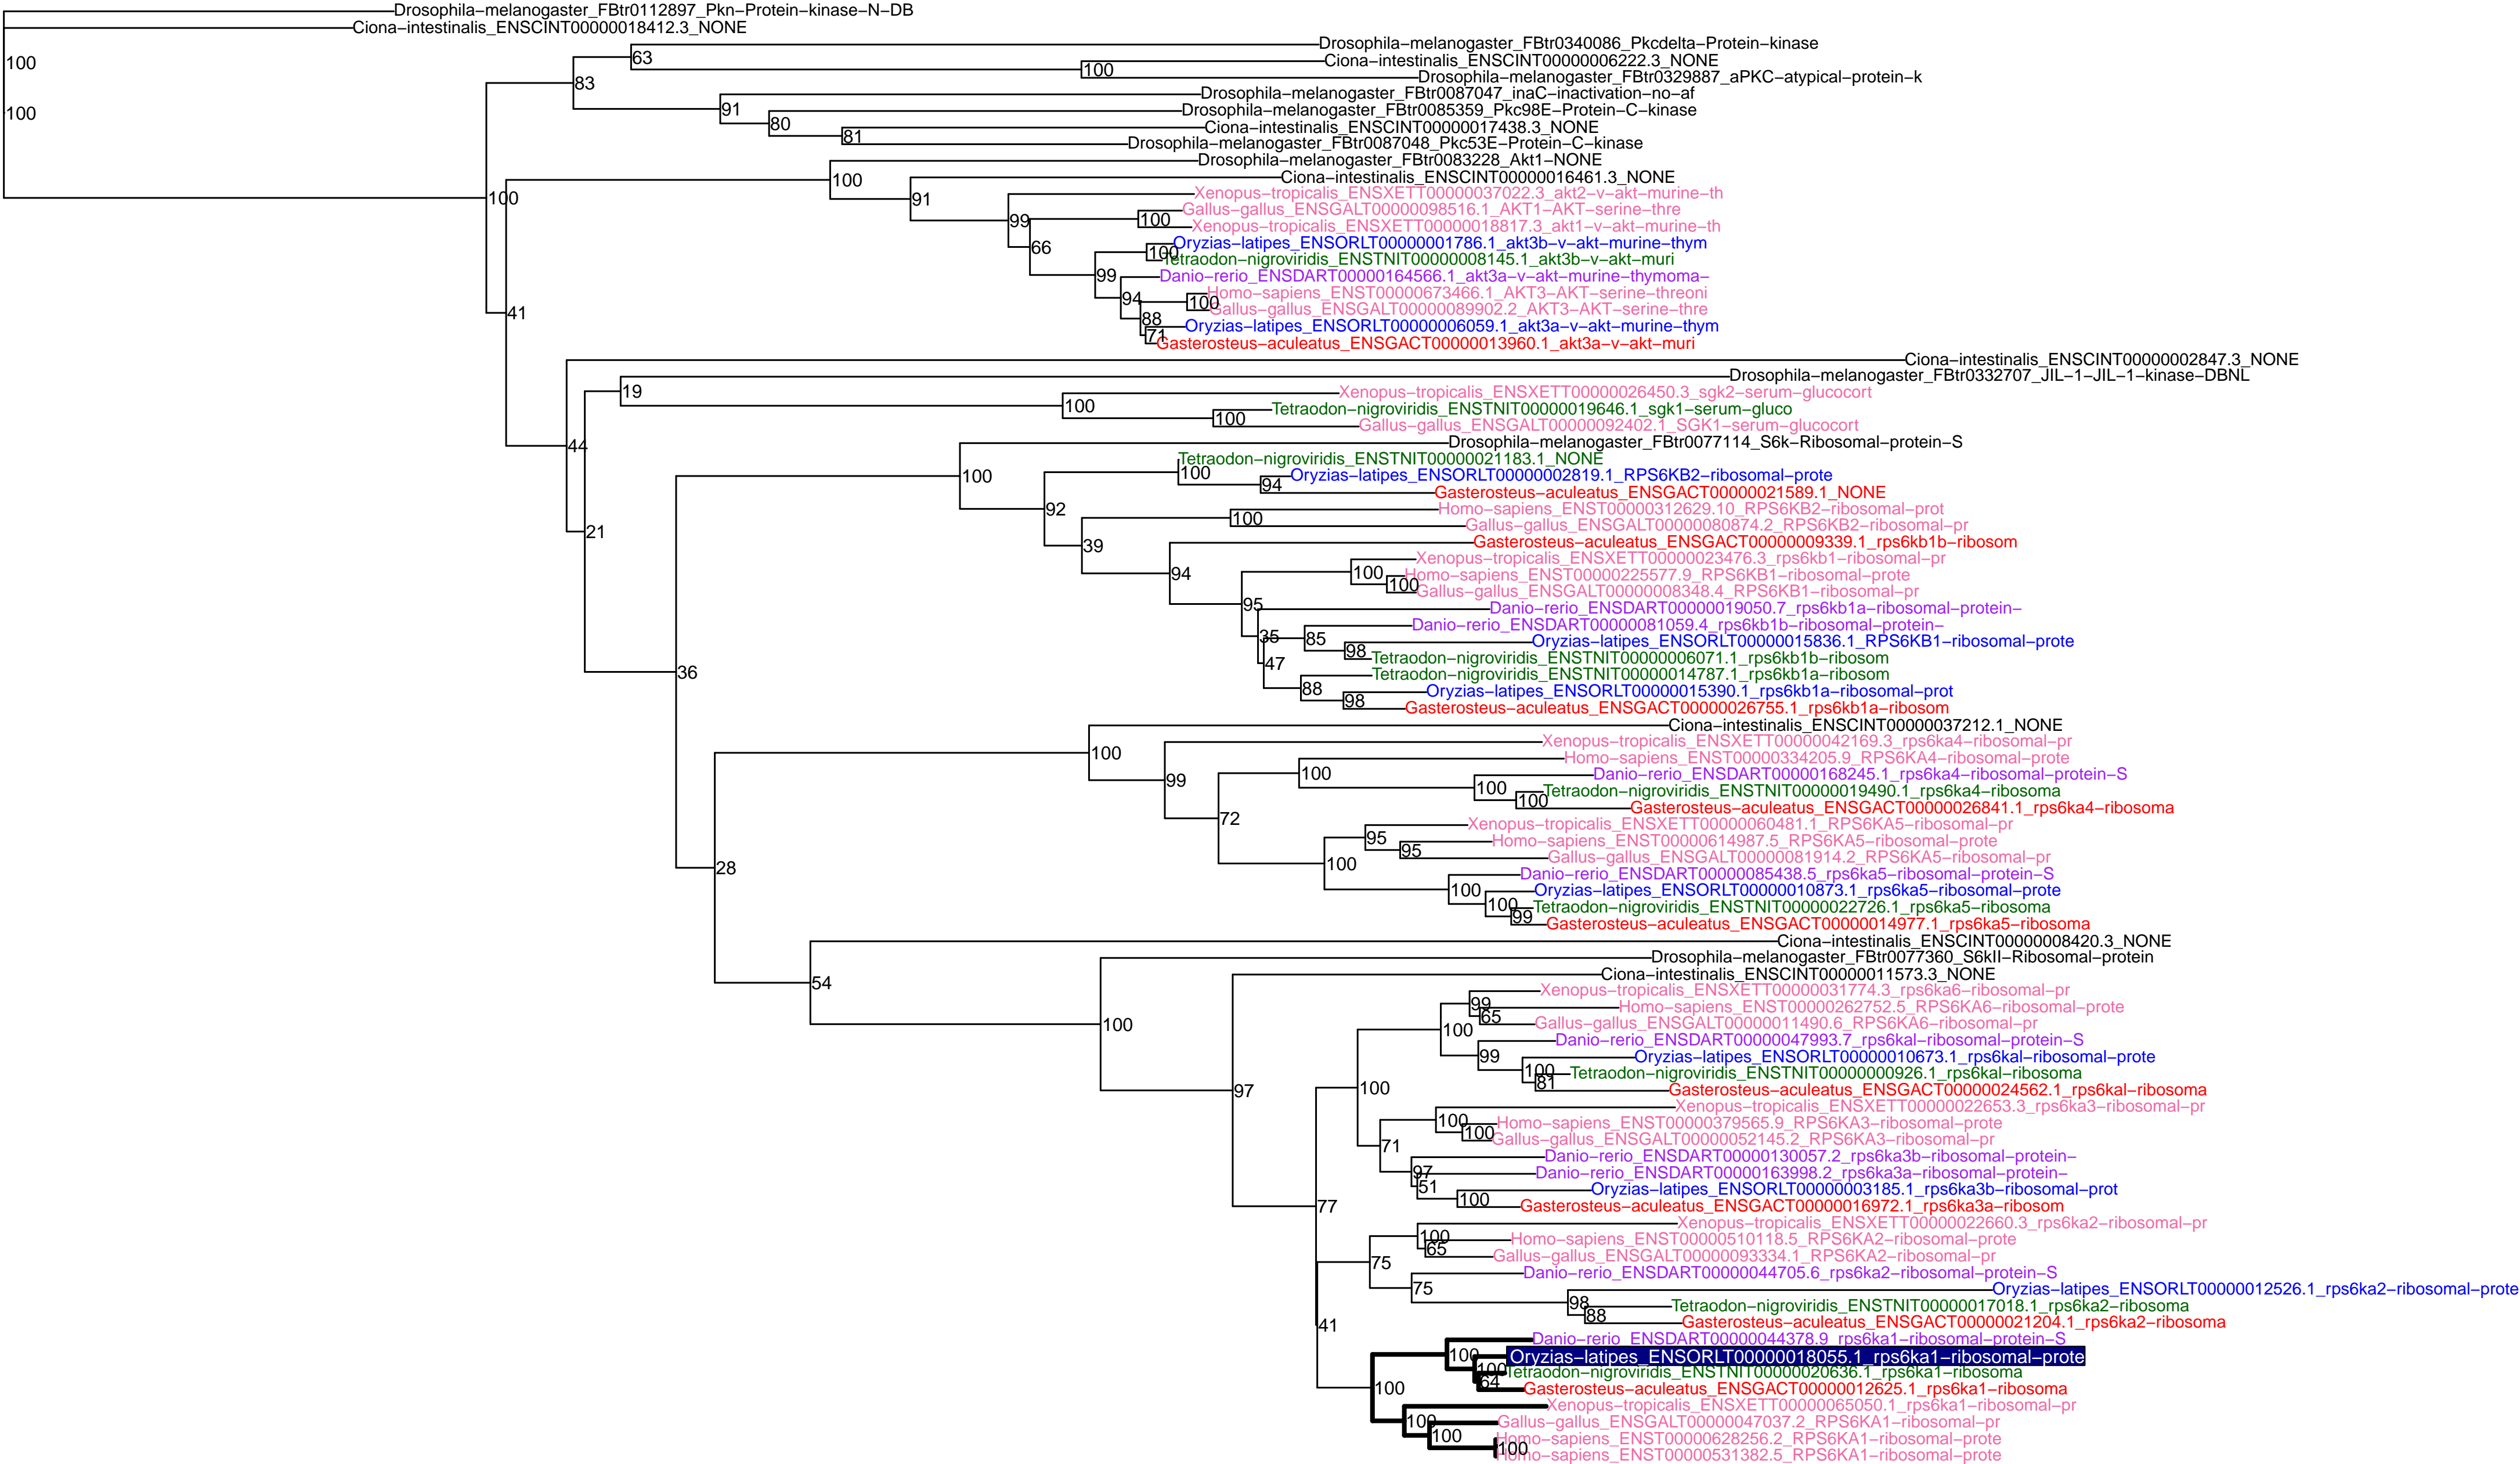 Drosophila−melanogaster_FBtr0112897_Pkn−Protein−kinase−N−DB
Ciona−intestinalis_ENSCINT00000018412.3_NONE
100
100
Drosophila−melanogaster_FBtr0340086_Pkcdelta−Protein−kinase
63
Ciona−intestinalis_ENSCINT00000006222.3_NONE
100
Drosophila−melanogaster_FBtr0329887_aPKC−atypical−protein−k
83
Drosophila−melanogaster_FBtr0087047_inaC−inactivation−no−af
91
Drosophila−melanogaster_FBtr0085359_Pkc98E−Protein−C−kinase
80
Ciona−intestinalis_ENSCINT00000017438.3_NONE
81
Drosophila−melanogaster_FBtr0087048_Pkc53E−Protein−C−kinase
Drosophila−melanogaster_FBtr0083228_Akt1−NONE
100
Ciona−intestinalis_ENSCINT00000016461.3_NONE
100
91
Xenopus−tropicalis_ENSXETT00000037022.3_akt2−v−akt−murine−th
Gallus−gallus_ENSGALT00000098516.1_AKT1−AKT−serine−thre
99
100
Xenopus−tropicalis_ENSXETT00000018817.3_akt1−v−akt−murine−th
66
Oryzias−latipes_ENSORLT00000001786.1_akt3b−v−akt−murine−thym
100
Tetraodon−nigroviridis_ENSTNIT00000008145.1_akt3b−v−akt−muri
99
Danio−rerio_ENSDART00000164566.1_akt3a−v−akt−murine−thymoma−
94
Homo−sapiens_ENST00000673466.1_AKT3−AKT−serine−threoni
100
Gallus−gallus_ENSGALT00000089902.2_AKT3−AKT−serine−thre
41
88
Oryzias−latipes_ENSORLT00000006059.1_akt3a−v−akt−murine−thym
71
Gasterosteus−aculeatus_ENSGACT00000013960.1_akt3a−v−akt−muri
Ciona−intestinalis_ENSCINT00000002847.3_NONE
Drosophila−melanogaster_FBtr0332707_JIL−1−JIL−1−kinase−DBNL
19
Xenopus−tropicalis_ENSXETT00000026450.3_sgk2−serum−glucocort
100
Tetraodon−nigroviridis_ENSTNIT00000019646.1_sgk1−serum−gluco
100
Gallus−gallus_ENSGALT00000092402.1_SGK1−serum−glucocort
44
Drosophila−melanogaster_FBtr0077114_S6k−Ribosomal−protein−S
Tetraodon−nigroviridis_ENSTNIT00000021183.1_NONE
100
100
Oryzias−latipes_ENSORLT00000002819.1_RPS6KB2−ribosomal−prote
94
Gasterosteus−aculeatus_ENSGACT00000021589.1_NONE
92
Homo−sapiens_ENST00000312629.10_RPS6KB2−ribosomal−prot
100
Gallus−gallus_ENSGALT00000080874.2_RPS6KB2−ribosomal−pr
21
39
Gasterosteus−aculeatus_ENSGACT00000009339.1_rps6kb1b−ribosom
Xenopus−tropicalis_ENSXETT00000023476.3_rps6kb1−ribosomal−pr
94
100
Homo−sapiens_ENST00000225577.9_RPS6KB1−ribosomal−prote
100
Gallus−gallus_ENSGALT00000008348.4_RPS6KB1−ribosomal−pr
95
Danio−rerio_ENSDART00000019050.7_rps6kb1a−ribosomal−protein−
Danio−rerio_ENSDART00000081059.4_rps6kb1b−ribosomal−protein−
35
85
Oryzias−latipes_ENSORLT00000015836.1_RPS6KB1−ribosomal−prote
98
Tetraodon−nigroviridis_ENSTNIT00000006071.1_rps6kb1b−ribosom
47
36
Tetraodon−nigroviridis_ENSTNIT00000014787.1_rps6kb1a−ribosom
88
Oryzias−latipes_ENSORLT00000015390.1_rps6kb1a−ribosomal−prot
98
Gasterosteus−aculeatus_ENSGACT00000026755.1_rps6kb1a−ribosom
Ciona−intestinalis_ENSCINT00000037212.1_NONE
100
Xenopus−tropicalis_ENSXETT00000042169.3_rps6ka4−ribosomal−pr
99
Homo−sapiens_ENST00000334205.9_RPS6KA4−ribosomal−prote
100
Danio−rerio_ENSDART00000168245.1_rps6ka4−ribosomal−protein−S
100
Tetraodon−nigroviridis_ENSTNIT00000019490.1_rps6ka4−ribosoma
100
Gasterosteus−aculeatus_ENSGACT00000026841.1_rps6ka4−ribosoma
72
Xenopus−tropicalis_ENSXETT00000060481.1_RPS6KA5−ribosomal−pr
95
Homo−sapiens_ENST00000614987.5_RPS6KA5−ribosomal−prote
95
Gallus−gallus_ENSGALT00000081914.2_RPS6KA5−ribosomal−pr
28
100
Danio−rerio_ENSDART00000085438.5_rps6ka5−ribosomal−protein−S
100
Oryzias−latipes_ENSORLT00000010873.1_rps6ka5−ribosomal−prote
100
Tetraodon−nigroviridis_ENSTNIT00000022726.1_rps6ka5−ribosoma
99
Gasterosteus−aculeatus_ENSGACT00000014977.1_rps6ka5−ribosoma
Ciona−intestinalis_ENSCINT00000008420.3_NONE
54
Drosophila−melanogaster_FBtr0077360_S6kII−Ribosomal−protein
100
Ciona−intestinalis_ENSCINT00000011573.3_NONE
Xenopus−tropicalis_ENSXETT00000031774.3_rps6ka6−ribosomal−pr
99
Homo−sapiens_ENST00000262752.5_RPS6KA6−ribosomal−prote
65
Gallus−gallus_ENSGALT00000011490.6_RPS6KA6−ribosomal−pr
100
Danio−rerio_ENSDART00000047993.7_rps6kal−ribosomal−protein−S
99
Oryzias−latipes_ENSORLT00000010673.1_rps6kal−ribosomal−prote
100
Tetraodon−nigroviridis_ENSTNIT00000000926.1_rps6kal−ribosoma
81
Gasterosteus−aculeatus_ENSGACT00000024562.1_rps6kal−ribosoma
97
100
Xenopus−tropicalis_ENSXETT00000022653.3_rps6ka3−ribosomal−pr
100
Homo−sapiens_ENST00000379565.9_RPS6KA3−ribosomal−prote
100
Gallus−gallus_ENSGALT00000052145.2_RPS6KA3−ribosomal−pr
71
Danio−rerio_ENSDART00000130057.2_rps6ka3b−ribosomal−protein−
97
Danio−rerio_ENSDART00000163998.2_rps6ka3a−ribosomal−protein−
51
Oryzias−latipes_ENSORLT00000003185.1_rps6ka3b−ribosomal−prot
100
Gasterosteus−aculeatus_ENSGACT00000016972.1_rps6ka3a−ribosom
77
Xenopus−tropicalis_ENSXETT00000022660.3_rps6ka2−ribosomal−pr
100
Homo−sapiens_ENST00000510118.5_RPS6KA2−ribosomal−prote
65
Gallus−gallus_ENSGALT00000093334.1_RPS6KA2−ribosomal−pr
75
Danio−rerio_ENSDART00000044705.6_rps6ka2−ribosomal−protein−S
75
Oryzias−latipes_ENSORLT00000012526.1_rps6ka2−ribosomal−prote
98
Tetraodon−nigroviridis_ENSTNIT00000017018.1_rps6ka2−ribosoma
88
Gasterosteus−aculeatus_ENSGACT00000021204.1_rps6ka2−ribosoma
41
Danio−rerio_ENSDART00000044378.9_rps6ka1−ribosomal−protein−S
100
Oryzias−latipes_ENSORLT00000018055.1_rps6ka1−ribosomal−prote
100
Tetraodon−nigroviridis_ENSTNIT00000020636.1_rps6ka1−ribosoma
64
Gasterosteus−aculeatus_ENSGACT00000012625.1_rps6ka1−ribosoma
100
Xenopus−tropicalis_ENSXETT00000065050.1_rps6ka1−ribosomal−pr
100
Gallus−gallus_ENSGALT00000047037.2_RPS6KA1−ribosomal−pr
100
Homo−sapiens_ENST00000628256.2_RPS6KA1−ribosomal−prote
100
Homo−sapiens_ENST00000531382.5_RPS6KA1−ribosomal−prote